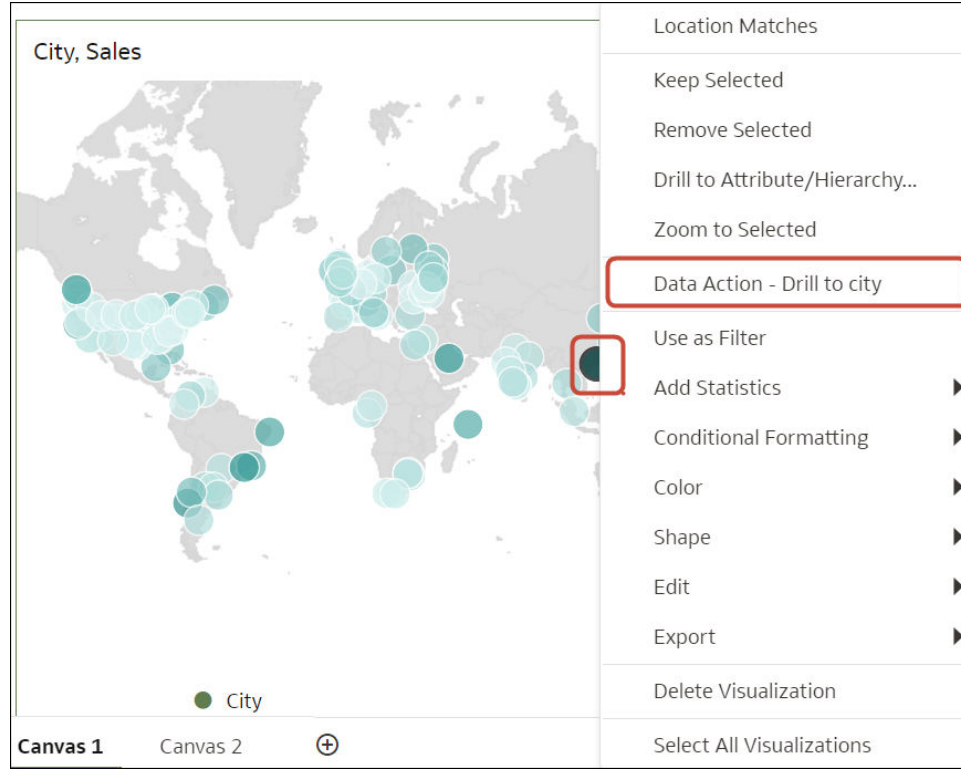 City, Sales
City
Canvas 1
Canvas 2
Location Matches
Keep Selected
Remove Selected
Drill to Attribute/Hierarchy...
Zoom to Selected
Data Action - Drill to city
Use as Filter
Add Statistics
Conditional Formatting
Color
Shape
Edit
Export
Delete Visualization
Select All Visualizations